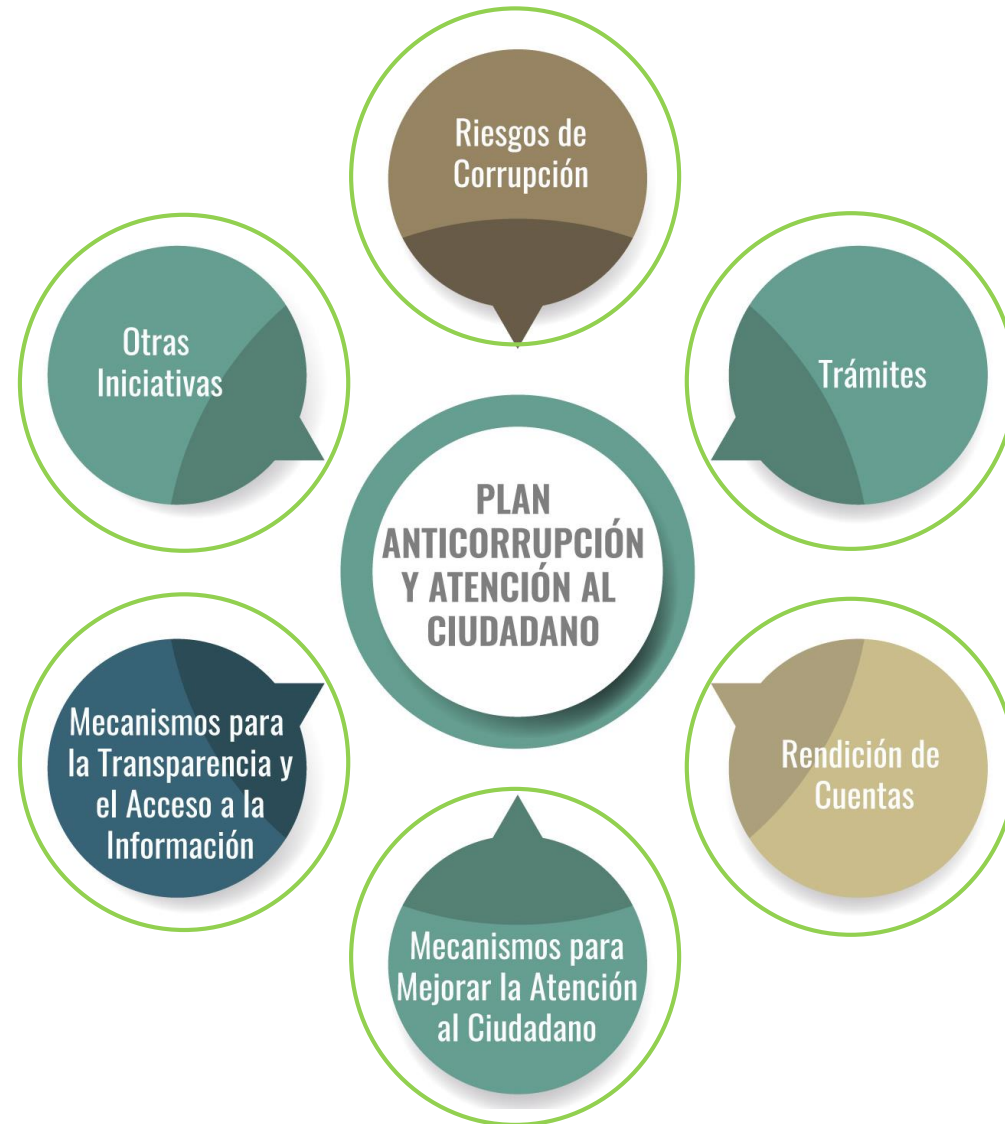 Riesgos de
Corrupción
Otras
Iniciativas
Trámites
PLAN
ANTICORRUPCIÓN
Y ATENCIÓN AL
CIUDADANO
Mecanismos para
la Transparencia y
el Acceso a la
Información
Rendición de
Cuentas
Mecanismos para
Mejorar la Atención
al Ciudadano